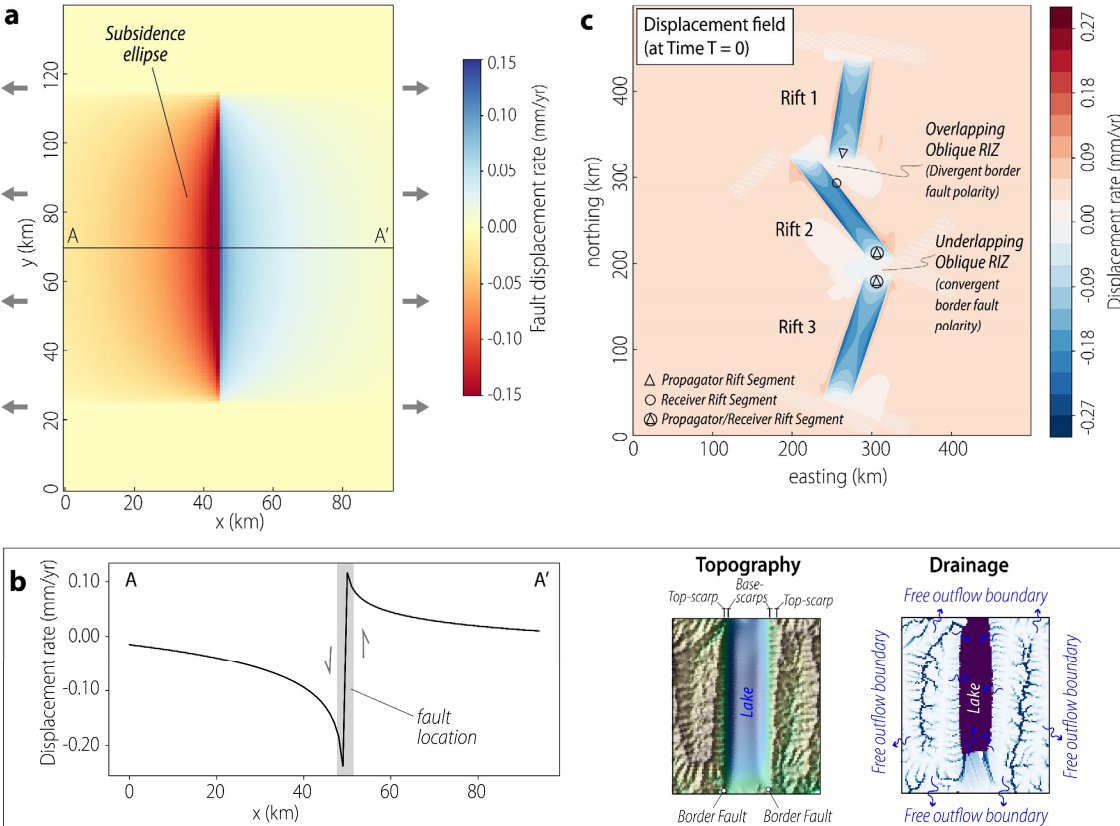 a
Subsidence
ellipse
120
100
80
60
40
20
0
y (km)
A
A'
0
20
40
60
80
x (km)
0.15
0.10
0.05
0.00
-0.05
-0.10
-0.15
Fault displacement rate (mm/yr)
c
Displacement field
(at Time T = 0)
Rift 1
Rift 2
Rift 3
Overlapping
Oblique RIZ
(Divergent border
fault polarity)
Underlapping
Oblique RIZ
(convergent
border fault
polarity)
Propagator Rift Segment
Receiver Rift Segment
Propagator/Receiver Rift Segment
400
300
200
100
0
northing (km)
0
100
200
300
400
easting (km)
0.27
0.18
0.09
0.00
-0.09
-0.18
-0.27
Displacement rate (mm/yr)
b
A
A'
0.10
0.00
-0.10
-0.20
Displacement rate (mm/yr)
fault
location
0
20
40
60
80
x (km)
Topography
Top-scarp
Base-
scarps
Top-scarp
Lake
Border Fault
Border Fault
Drainage
Free outflow boundary
Free outflow boundary
Lake
Free outflow boundary
Free outflow boundary